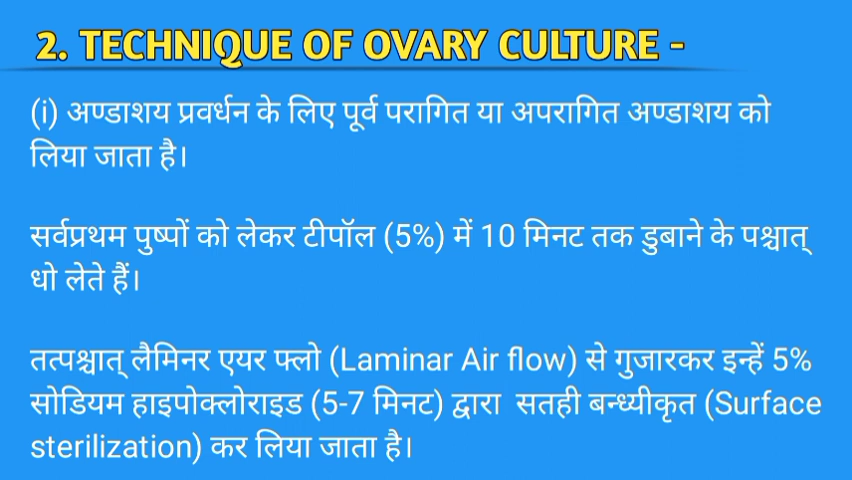 2. TECHNIQUE OF OVARY CULTURE -
(i) अण्डाशय प्रवर्धन के लिए पूर्व परागित या अपरागित अण्डाशय को
लिया जाता है।
सर्वप्रथम पुष्पों को लेकर टीपॉल (5%) में 10 मिनट तक डुबाने के पश्चात्
धो लेते हैं।
तत्पश्चात् लैमिनर एयर फ्लो (Laminar Air flow) से गुजारकर इन्हें 5%
सोडियम हाइपोक्लोराइड (5-7 मिनट) द्वारा सतही बन्ध्यीकृत (Surface
sterilization) कर लिया जाता है।